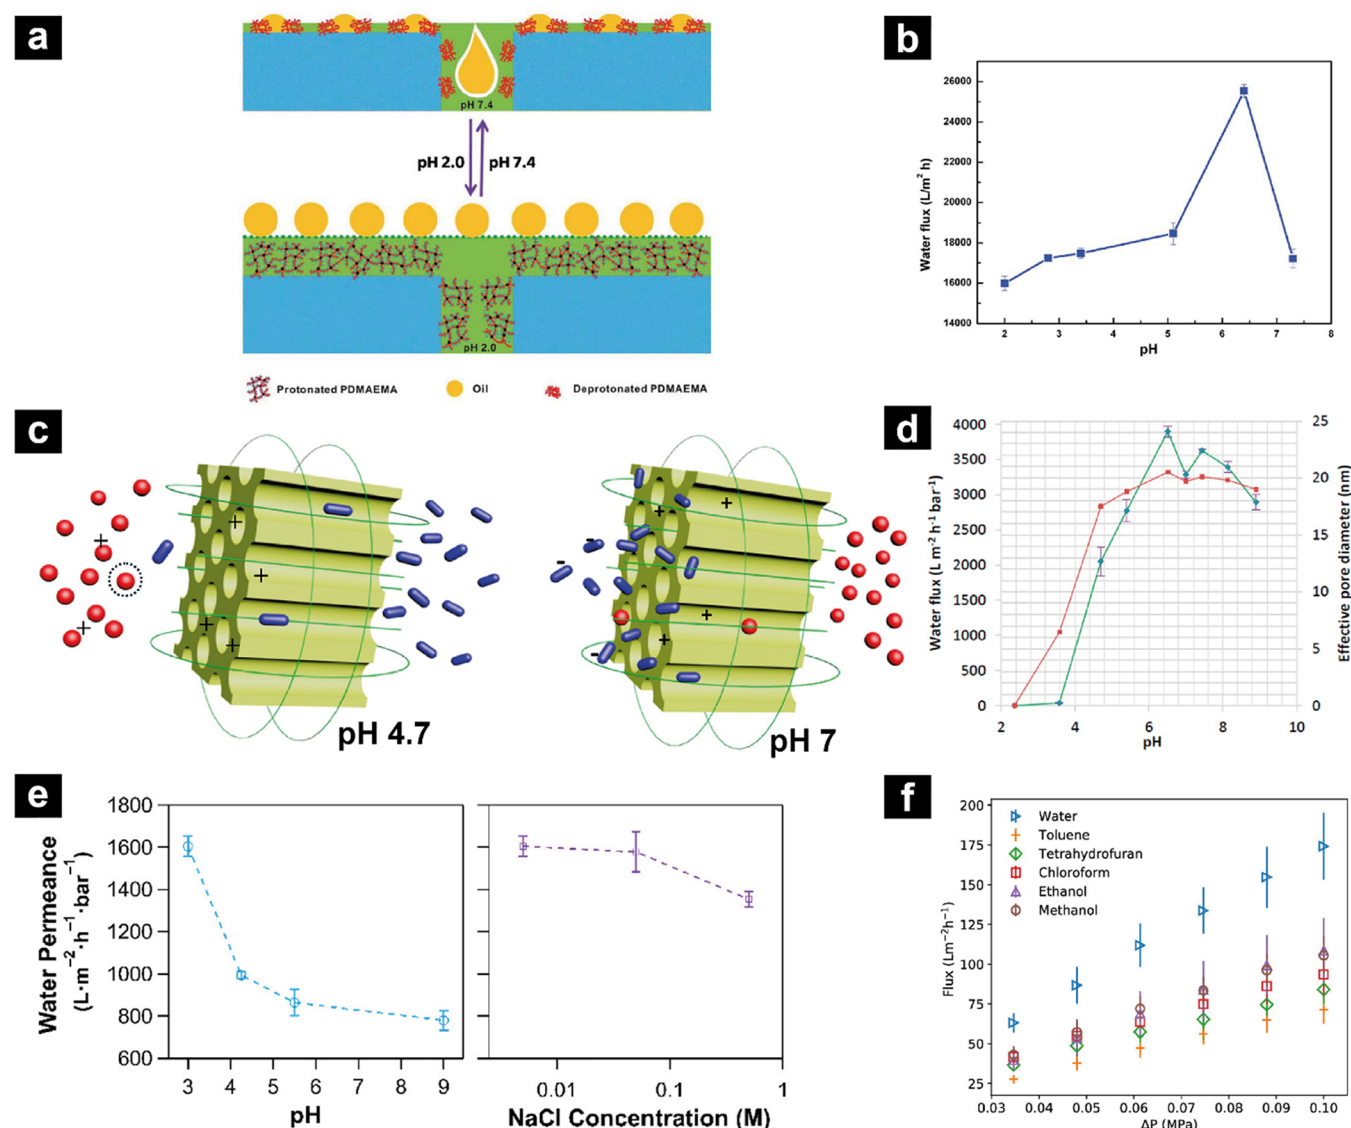 a
pH 7.4
pH 2.0
pH 7.4
pH 2.0
Protonated PDMAEMA
Oil
Deprotonated PDMAEMA
b
Water flux (L/m² h)
26000
24000
22000
20000
18000
16000
14000
2 3 4 5 6 7 8
pH
c
+
+
+
+
+
+
pH 4.7
-
-
-
+
+
+
+
pH 7
d
Water flux (L m⁻² h⁻¹ bar⁻¹)
4000
3500
3000
2500
2000
1500
1000
500
0
25
20
15
10
5
0
Effective pore diameter (nm)
2 4 6 8 10
pH
e
Water Permeance
(L·m⁻²·h⁻¹·bar⁻¹)
1800
1600
1400
1200
1000
800
600
3 4 5 6 7 8 9
pH
0.01 0.1 1
NaCl Concentration (M)
f
Flux (Lm⁻²h⁻¹)
200
175
150
125
100
75
50
25
Water
Toluene
Tetrahydrofuran
Chloroform
Ethanol
Methanol
0.03 0.04 0.05 0.06 0.07 0.08 0.09 0.10
ΔP (MPa)